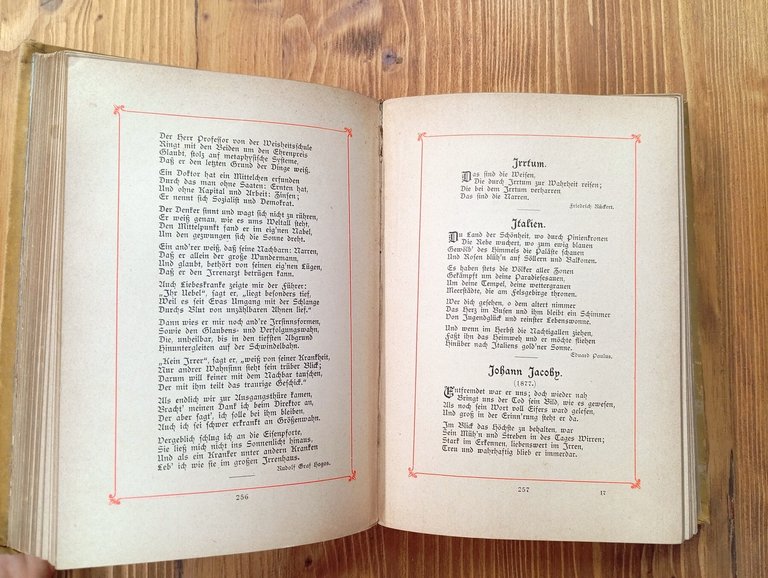 Der Herr Professor von der Weisheitschule
Ringt mit den Beiden um den Ehrenpreis
Glaubt, stolz auf metaphysische Systeme,
Daß er den letzten Grund der Dinge weiß.
Ein Doktor hat ein Mittelchen erfunden
Durch das man ohne Saaten: Ernten hat,
Und ohne Kapital und Arbeit: Zinsen;
Er nennt sich Sozialist und Demokrat.
Der Denker sinnt und wagt sich nicht zu rühren,
Er weiß genau, wie es ums Weltall steht,
Den Mittelpunkt fand er im eig'nen Nabel,
Um den gezwungen sich die Sonne dreht.
Ein and'rer weiß, daß seine Nachbarn: Narren,
Daß er allein der große Wundermann,
Und glaubt, bethört von seinen eig'nen Lügen,
Daß er den Irrenarzt betrügen kann.
Auch Liebeskranke zeigte mir der Führer:
„Ihr Uebel“, sagt er, „liegt besonders tief,
Weil es seit Evas Umgang mit der Schlange
Durchs Blut von unzählbaren Ahnen lief.“
Dann wies er mir noch and're Irrsinnsformen,
Sowie den Glaubens- und Verfolgungswahn,
Die, unheilbar, bis in den tiefsten Abgrund
Hinuntergleiten auf der Schwindelbahn.
„Kein Irrer“, sagt er, „weiß von seiner Krankheit,
Nur andrer Wahnsinn sieht sein trüber Blick;
Darum will keiner mit dem Nachbar tauschen,
Der mit ihm teilt das traurige Geschick.“
Als endlich wir zur Ausgangsthüre kamen,
Bracht' meinen Dank ich beim Direktor an,
Der aber sagt', ich solle bei ihm bleiben,
Auch ich sei schwer erkrankt an Größenwahn.
Vergeblich schlug ich an die Eisenpforte,
Sie ließ mich nicht ins Sonnenlicht hinaus,
Und als ein Kranker unter andern Kranken
Leb' ich wie sie im großen Irrenhaus.
Rudolf Graf Hoyos.
256
Irrtum.
Das sind die Weisen,
Die durch Irrtum zur Wahrheit reisen;
Die bei dem Irrtum verharren
Das sind die Narren.
Friedrich Rückert.
Italien.
Du Land der Schönheit, wo durch Pinienkronen
Die Rebe wuchert, wo zum ewig blauen
Gewölb' des Himmels die Paläste schauen
Und Rosen blüh'n auf Söllern und Balkonen.
Es haben stets die Völker aller Zonen
Gekämpft um deine Paradiesesauen,
Um deine Tempel, deine wettergrauen
Meerstädte, die am Felsgebirge thronen.
Wer dich gesehen, o dem altert nimmer
Das Herz im Busen und ihm bleibt ein Schimmer
Von Jugendglück und reinster Lebenswonne.
Und wenn im Herbst die Nachtigallen ziehen,
Faßt ihn das Heimweh und er möchte fliehen
Hinüber nach Italiens gold'ner Sonne.
Eduard Paulus.
Johann Jacoby.
(1877.)
Entfremdet war er uns; doch wieder nah
Bringt uns der Tod sein Bild, wie es gewesen,
Als noch sein Wort voll Eifers ward gelesen,
Und groß in der Erinn'rung steht er da.
Im Blick das Höchste zu behalten, war
Sein Müh'n und Streben in des Tages Wirren;
Stark im Erkennen, liebenswert im Irren,
Treu und wahrhaftig blieb er immerdar.
257
17